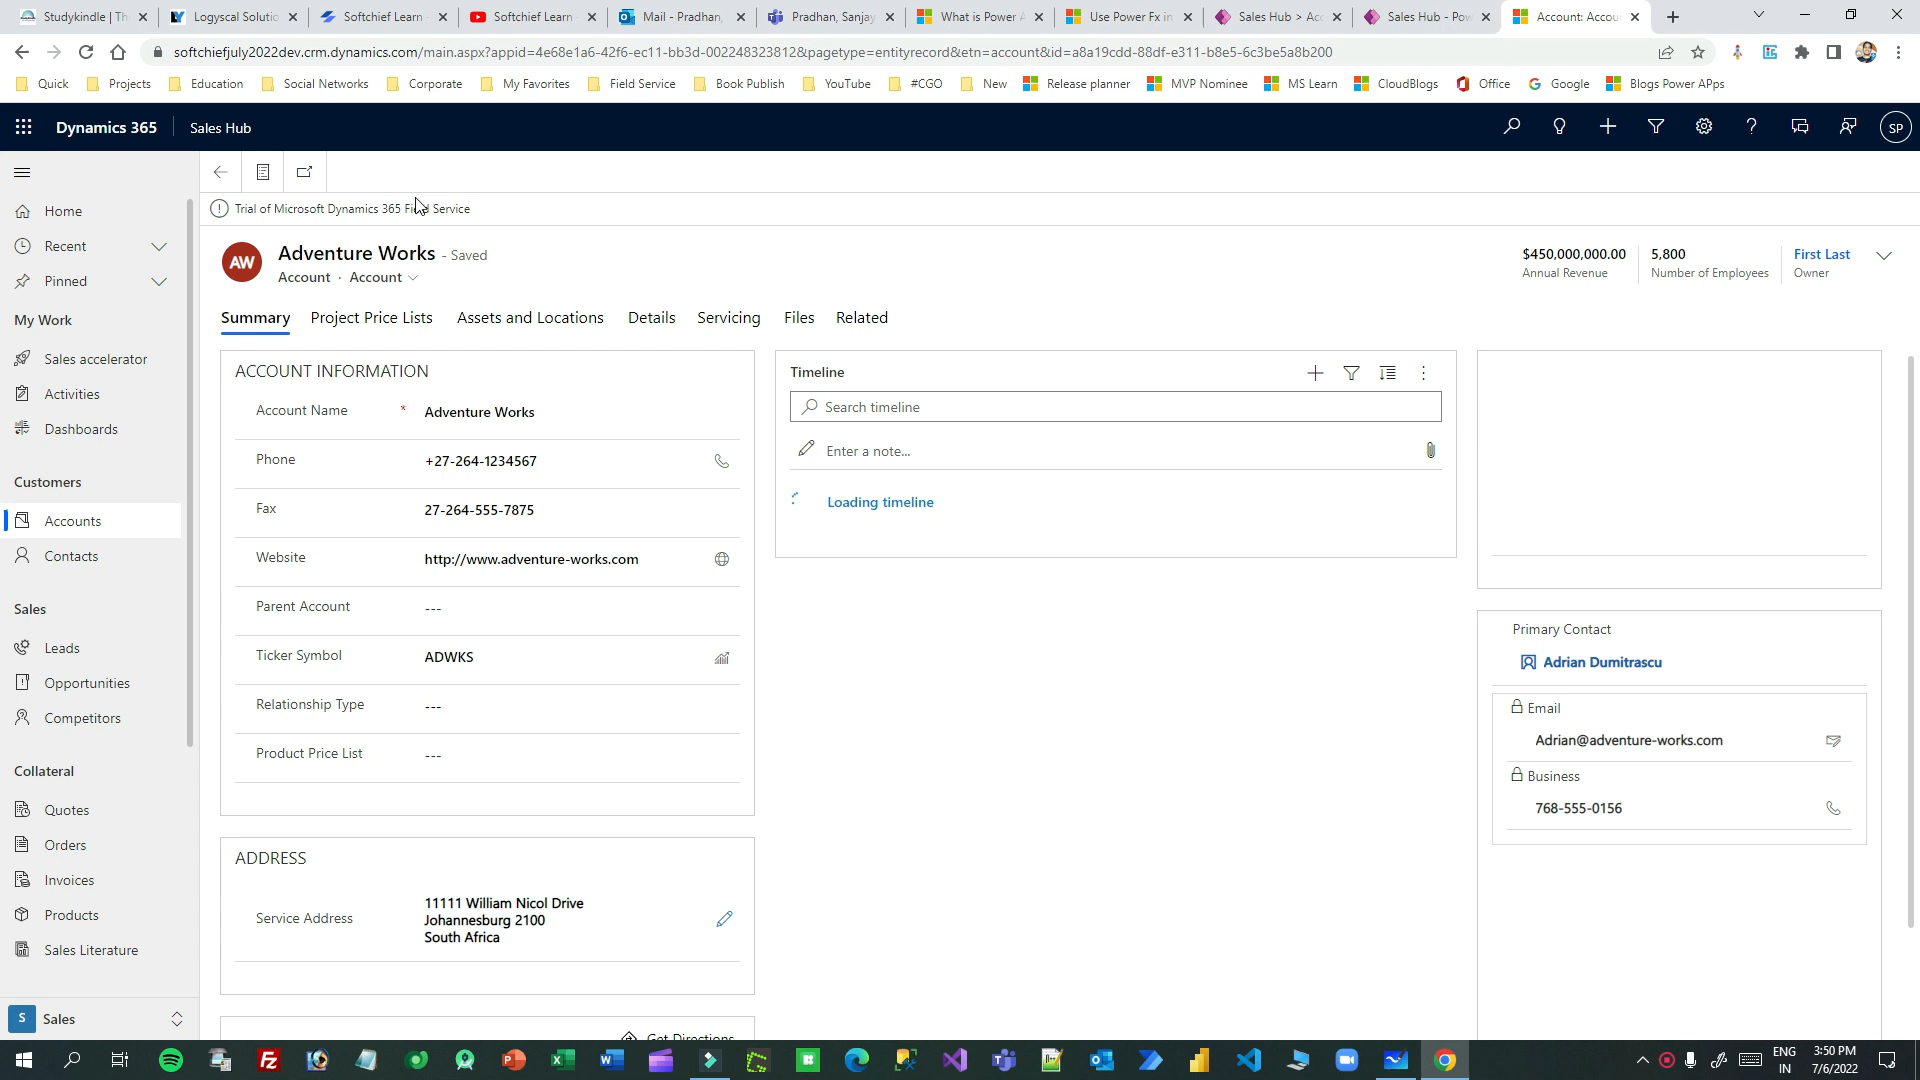 Studykindle | Th
Logyscal Solutio
Softchief Learn
Softchief Learn
Mail - Pradhan,
Pradhan, Sanjay
What is Power A
Use Power Fx in
Sales Hub > Acc
Sales Hub - Pow
Account: Accou
softchiefjuly2022dev.crm.dynamics.com/main.aspx?appid=4e68e1a6-42f6-ec11-bb3d-002248323812&pagetype=entityrecord&etn=account&id=a8a19cdd-88df-e311-b8e5-6c3be5a8b200
Quick
Projects
Education
Social Networks
Corporate
My Favorites
Field Service
Book Publish
YouTube
#CGO
New
Release planner
MVP Nominee
MS Learn
CloudBlogs
Office
Google
Blogs Power APps
Dynamics 365
Sales Hub
SP
Trial of Microsoft Dynamics 365 Field Service
Home
Recent
Pinned
My Work
Sales accelerator
Activities
Dashboards
Customers
Accounts
Contacts
Sales
Leads
Opportunities
Competitors
Collateral
Quotes
Orders
Invoices
Products
Sales Literature
S Sales
AW
Adventure Works - Saved
Account · Account
$450,000,000.00
Annual Revenue
5,800
Number of Employees
First Last
Owner
Summary
Project Price Lists
Assets and Locations
Details
Servicing
Files
Related
ACCOUNT INFORMATION
Account Name * Adventure Works
Phone +27-264-1234567
Fax 27-264-555-7875
Website http://www.adventure-works.com
Parent Account ---
Ticker Symbol ADWKS
Relationship Type ---
Product Price List ---
ADDRESS
Service Address
11111 William Nicol Drive
Johannesburg 2100
South Africa
Get Directions
Timeline
Search timeline
Enter a note...
Loading timeline
Primary Contact
Adrian Dumitrascu
Email
Adrian@adventure-works.com
Business
768-555-0156
ENG
IN
3:50 PM
7/6/2022